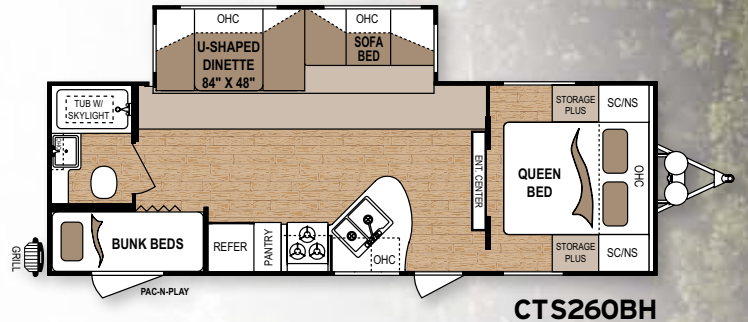 OHC
OHC
U-SHAPED
DINETTE
84" X 48"
SOFA
BED
TUB W/
SKYLIGHT
STORAGE
PLUS
SC/NS
ENT. CENTER
QUEEN
BED
OHC
BUNK BEDS
REFER
PANTRY
OHC
STORAGE
PLUS
SC/NS
GRILL
PAC-N-PLAY
CTS260BH